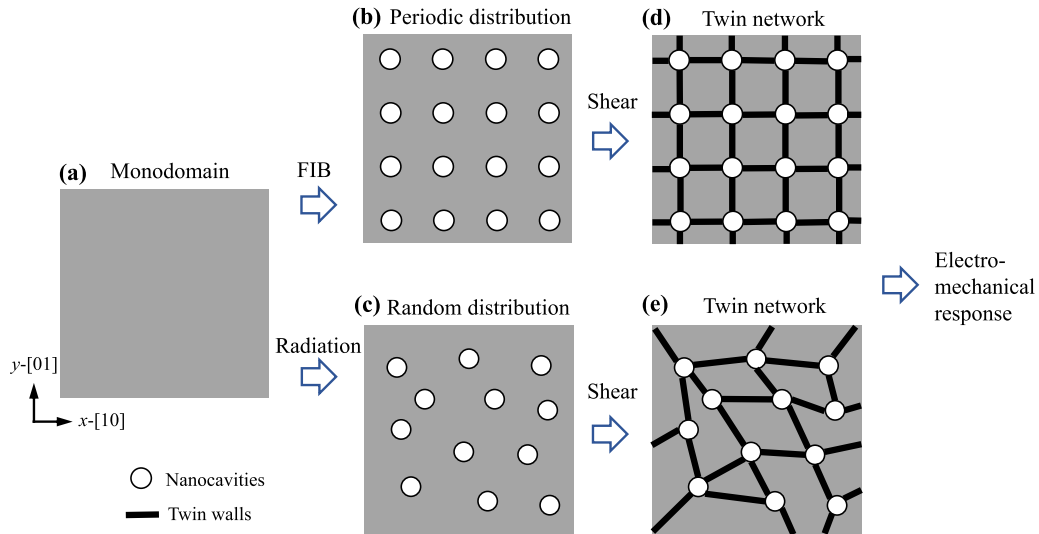 (a) Monodomain
y-[01]
x-[10]
Nanocavities
Twin walls
FIB
Radiation
(b) Periodic distribution
(c) Random distribution
Shear
Shear
(d) Twin network
(e) Twin network
Electro-
mechanical
response